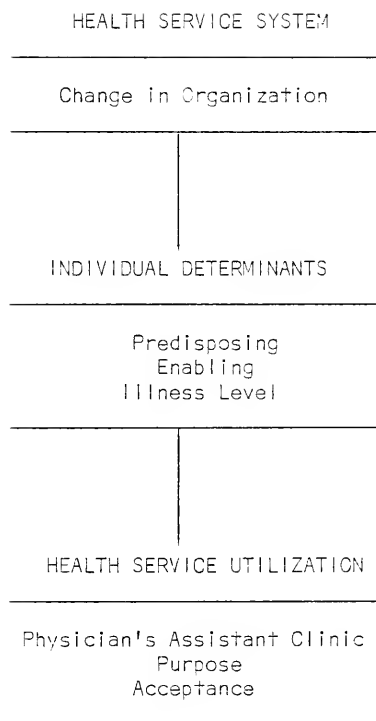 HEALTH SERVICE SYSTEM
Change in Organization
INDIVIDUAL DETERMINANTS
Predisposing
Enabling
Illness Level
HEALTH SERVICE UTILIZATION
Physician's Assistant Clinic
Purpose
Acceptance